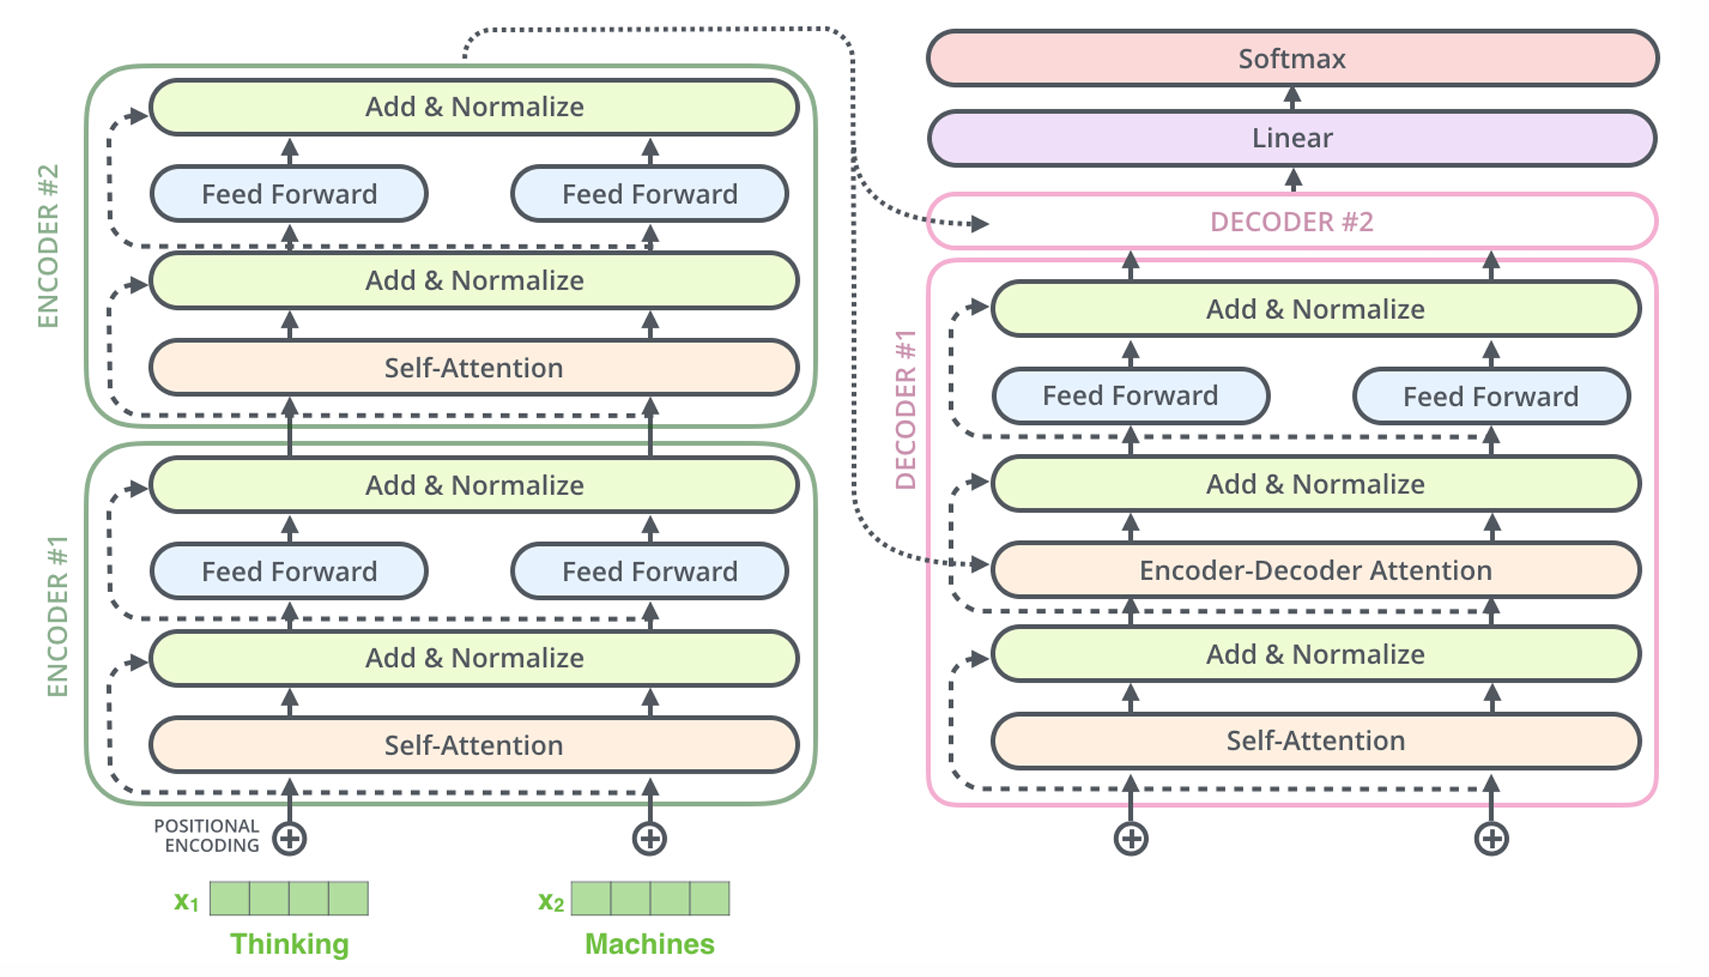 ENCODER #2
Add & Normalize
Feed Forward
Feed Forward
Add & Normalize
Self-Attention
ENCODER #1
Add & Normalize
Feed Forward
Feed Forward
Add & Normalize
Self-Attention
POSITIONAL
ENCODING
x₁
x₂
Thinking
Machines
Softmax
Linear
DECODER #2
DECODER #1
Add & Normalize
Feed Forward
Feed Forward
Add & Normalize
Encoder-Decoder Attention
Add & Normalize
Self-Attention